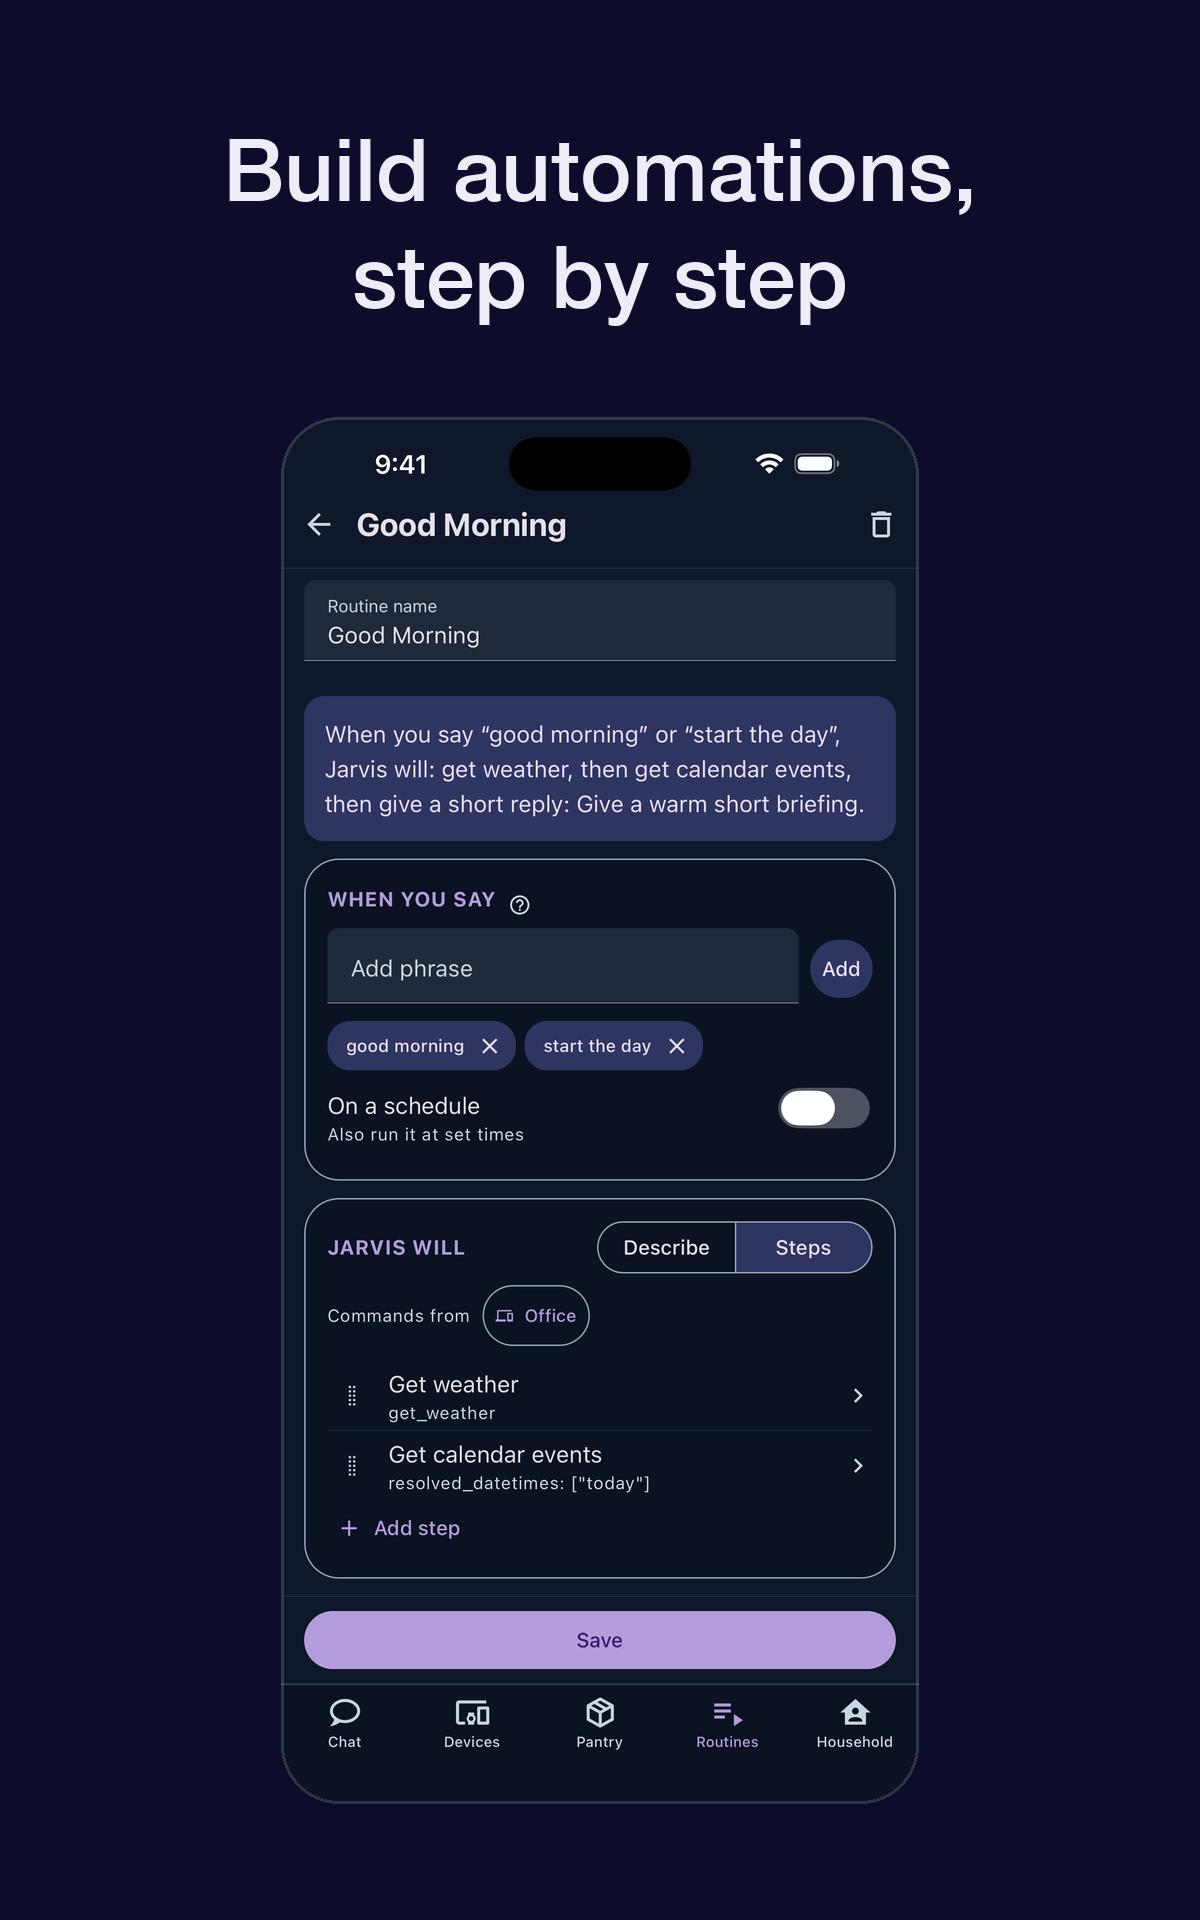 Build automations,
step by step
9:41
Good Morning
Routine name
Good Morning
When you say “good morning” or “start the day”,
Jarvis will: get weather, then get calendar events,
then give a short reply: Give a warm short briefing.
WHEN YOU SAY
Add phrase
Add
good morning
start the day
On a schedule
Also run it at set times
JARVIS WILL
Describe
Steps
Commands from
Office
Get weather
get_weather
Get calendar events
resolved_datetimes: ["today"]
Add step
Save
Chat
Devices
Pantry
Routines
Household